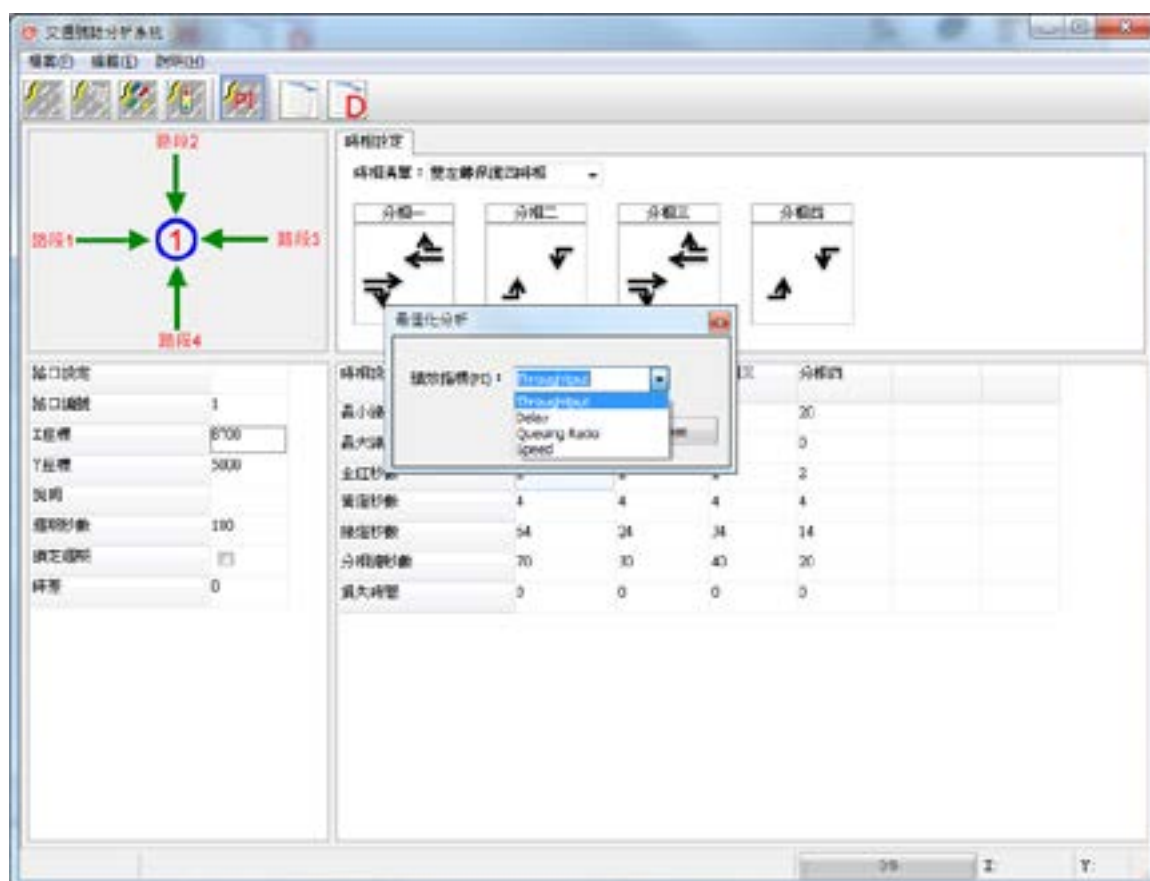 交通號誌分析系統
檔案(F) 編輯(E) 說明(H)
PI D
路段2
路段1
1
路段3
路段4
時相設定
時相清單:雙左轉保護四時相
分相一 分相二 分相三 分相四
最佳化分析
績效指標(PI): Throughput
Throughput
Delay
Queuing Ratio
Speed
路口設定
路口編號 1
X座標
Y座標 5000
說明
週期秒數
鎖定週期
時差 0
分相四
20
0
全紅秒數 2
黃燈秒數 4 4 4 4
綠燈秒數 64 24 34 14
分相總秒數 70 30 40 20
損失時間 0 0 0 0
X: Y: